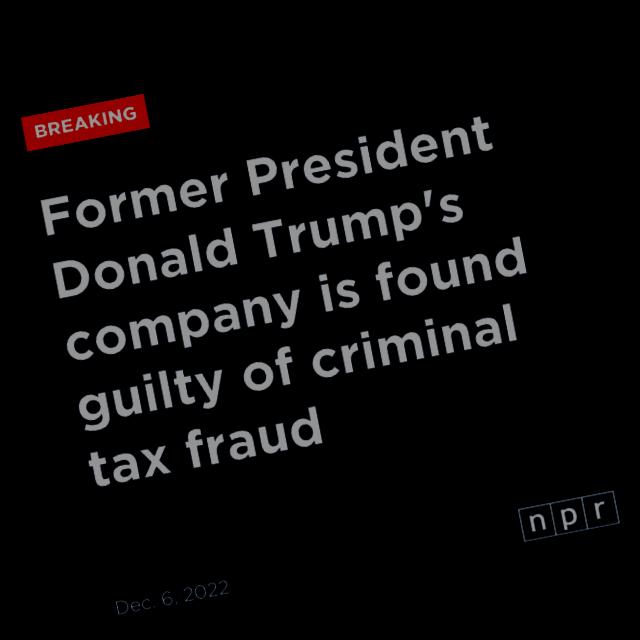 BREAKING
Former President
Donald Trump's
company is found
guilty of criminal
tax fraud
npr
Dec. 6, 2022